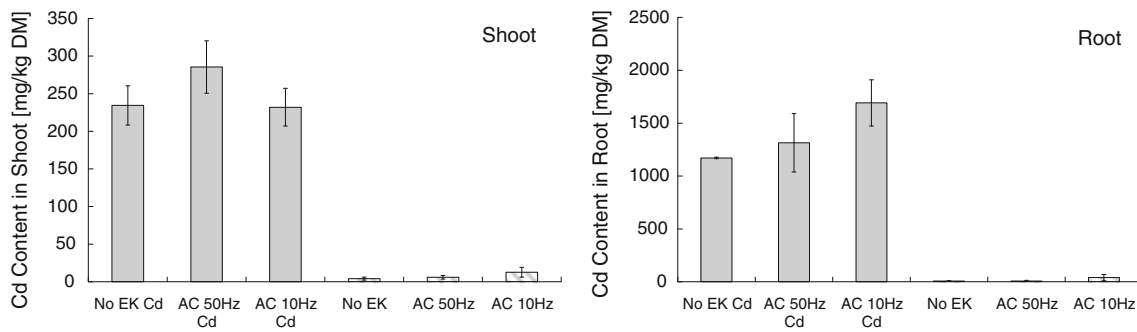 Cd Content in Shoot [mg/kg DM]
350
300
250
200
150
100
50
0
Shoot
No EK Cd
AC 50Hz
Cd
AC 10Hz
Cd
No EK
AC 50Hz
AC 10Hz
Cd Content in Root [mg/kg DM]
2500
2000
1500
1000
500
0
Root
No EK Cd
AC 50Hz
Cd
AC 10Hz
Cd
No EK
AC 50Hz
AC 10Hz